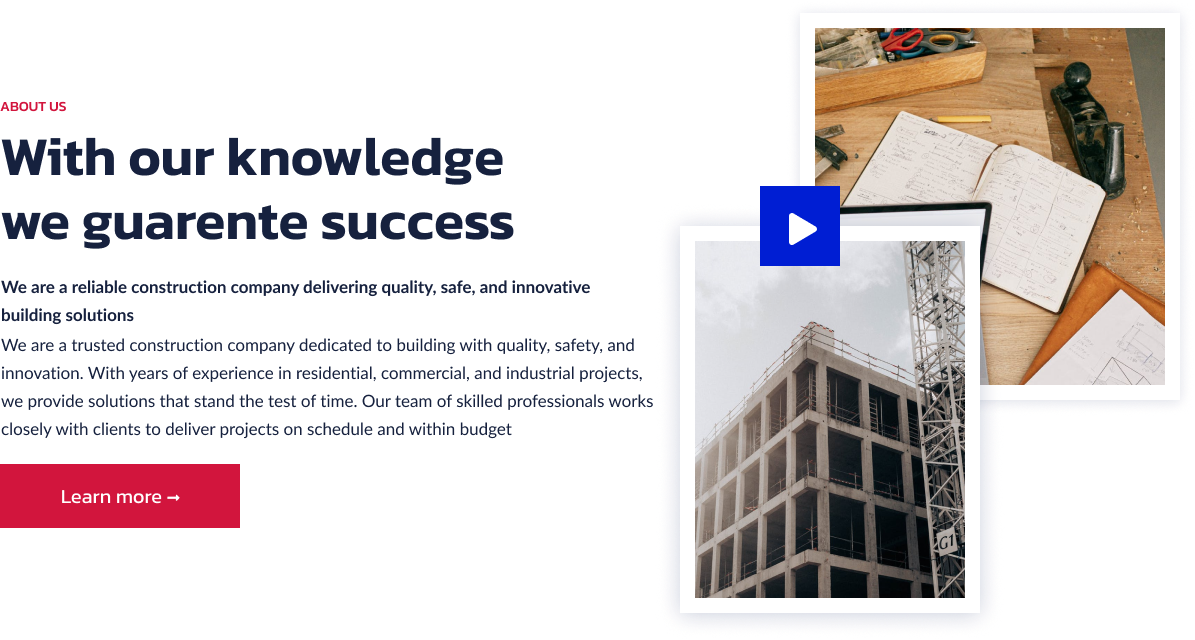 ABOUT US
With our knowledge
we guarente success
We are a reliable construction company delivering quality, safe, and innovative
building solutions
We are a trusted construction company dedicated to building with quality, safety, and
innovation. With years of experience in residential, commercial, and industrial projects,
we provide solutions that stand the test of time. Our team of skilled professionals works
closely with clients to deliver projects on schedule and within budget
Learn more →
G1